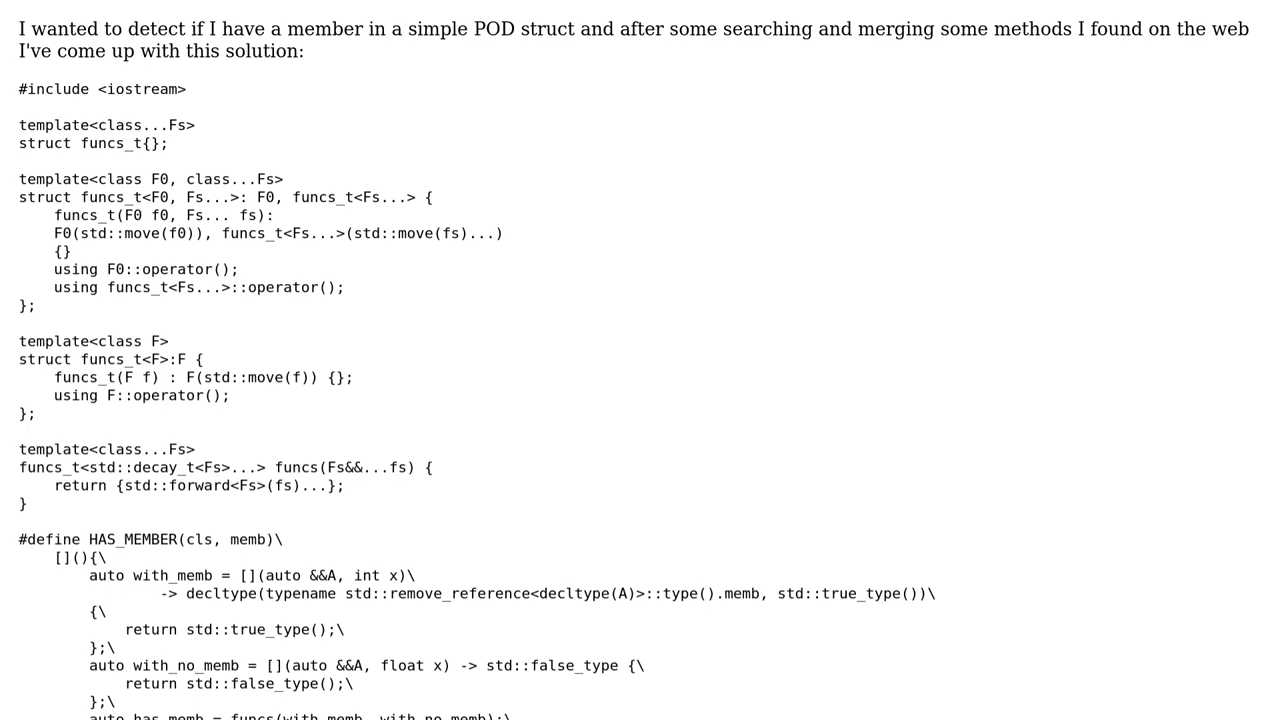 I wanted to detect if I have a member in a simple POD struct and after some searching and merging some methods I found on the web
I've come up with this solution:
#include <iostream>
template<class...Fs>
struct funcs_t{};
template<class F0, class...Fs>
struct funcs_t<F0, Fs...>: F0, funcs_t<Fs...> {
    funcs_t(F0 f0, Fs... fs):
    F0(std::move(f0)), funcs_t<Fs...>(std::move(fs)...)
    {}
    using F0::operator();
    using funcs_t<Fs...>::operator();
};
template<class F>
struct funcs_t<F>:F {
    funcs_t(F f) : F(std::move(f)) {};
    using F::operator();
};
template<class...Fs>
funcs_t<std::decay_t<Fs>...> funcs(Fs&&...fs) {
    return {std::forward<Fs>(fs)...};
}
#define HAS_MEMBER(cls, memb)\
    [](){\
        auto with_memb = [](auto &&A, int x)\
                -> decltype(typename std::remove_reference<decltype(A)>::type().memb, std::true_type())\
        {\
            return std::true_type();\
        };\
        auto with_no_memb = [](auto &&A, float x) -> std::false_type {\
            return std::false_type();\
        };\
        auto has_memb = funcs(with_memb, with_no_memb);\